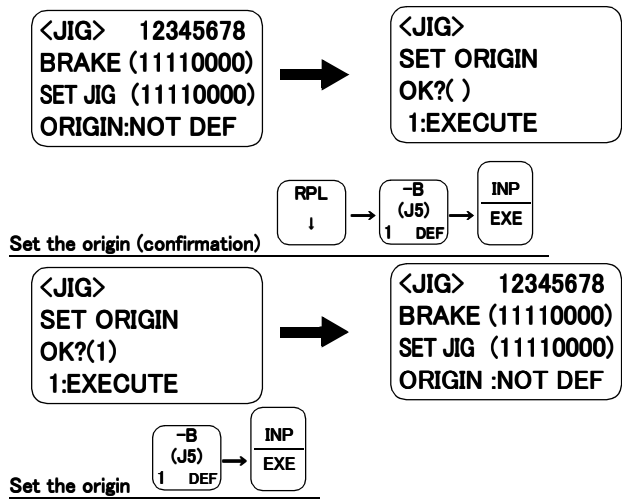 <JIG> 12345678
BRAKE (11110000)
SET JIG (11110000)
ORIGIN:NOT DEF
<JIG>
SET ORIGIN
OK?( )
1:EXECUTE
Set the origin (confirmation)
RPL
↓
→
-B
(J5)
1 DEF
→
INP
EXE
<JIG>
SET ORIGIN
OK?(1)
1:EXECUTE
<JIG> 12345678
BRAKE (11110000)
SET JIG (11110000)
ORIGIN :NOT DEF
Set the origin
-B
(J5)
1 DEF
→
INP
EXE